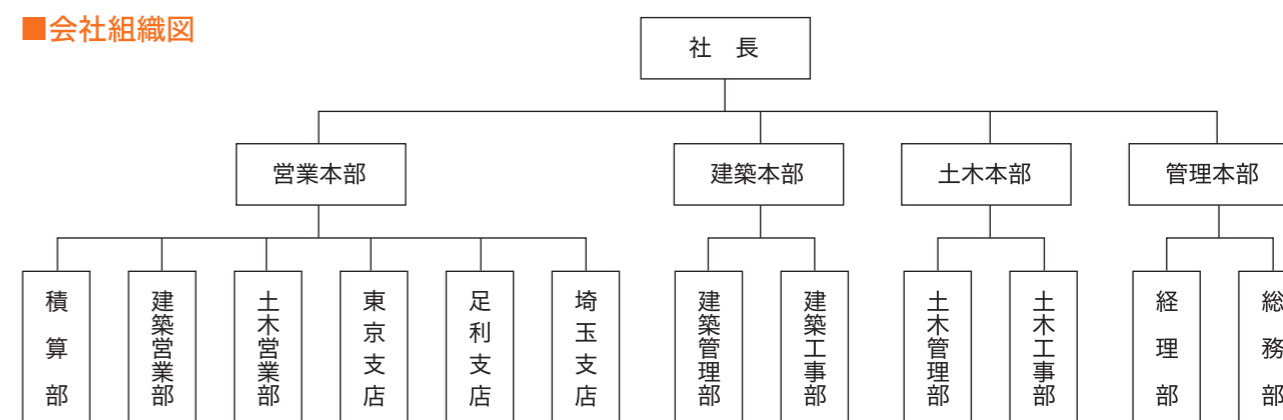 ■会社組織図
社 長
営業本部
建築本部
土木本部
管理本部
積算部
建築営業部
土木営業部
東京支店
足利支店
埼玉支店
建築管理部
建築工事部
土木管理部
土木工事部
経理部
総務部